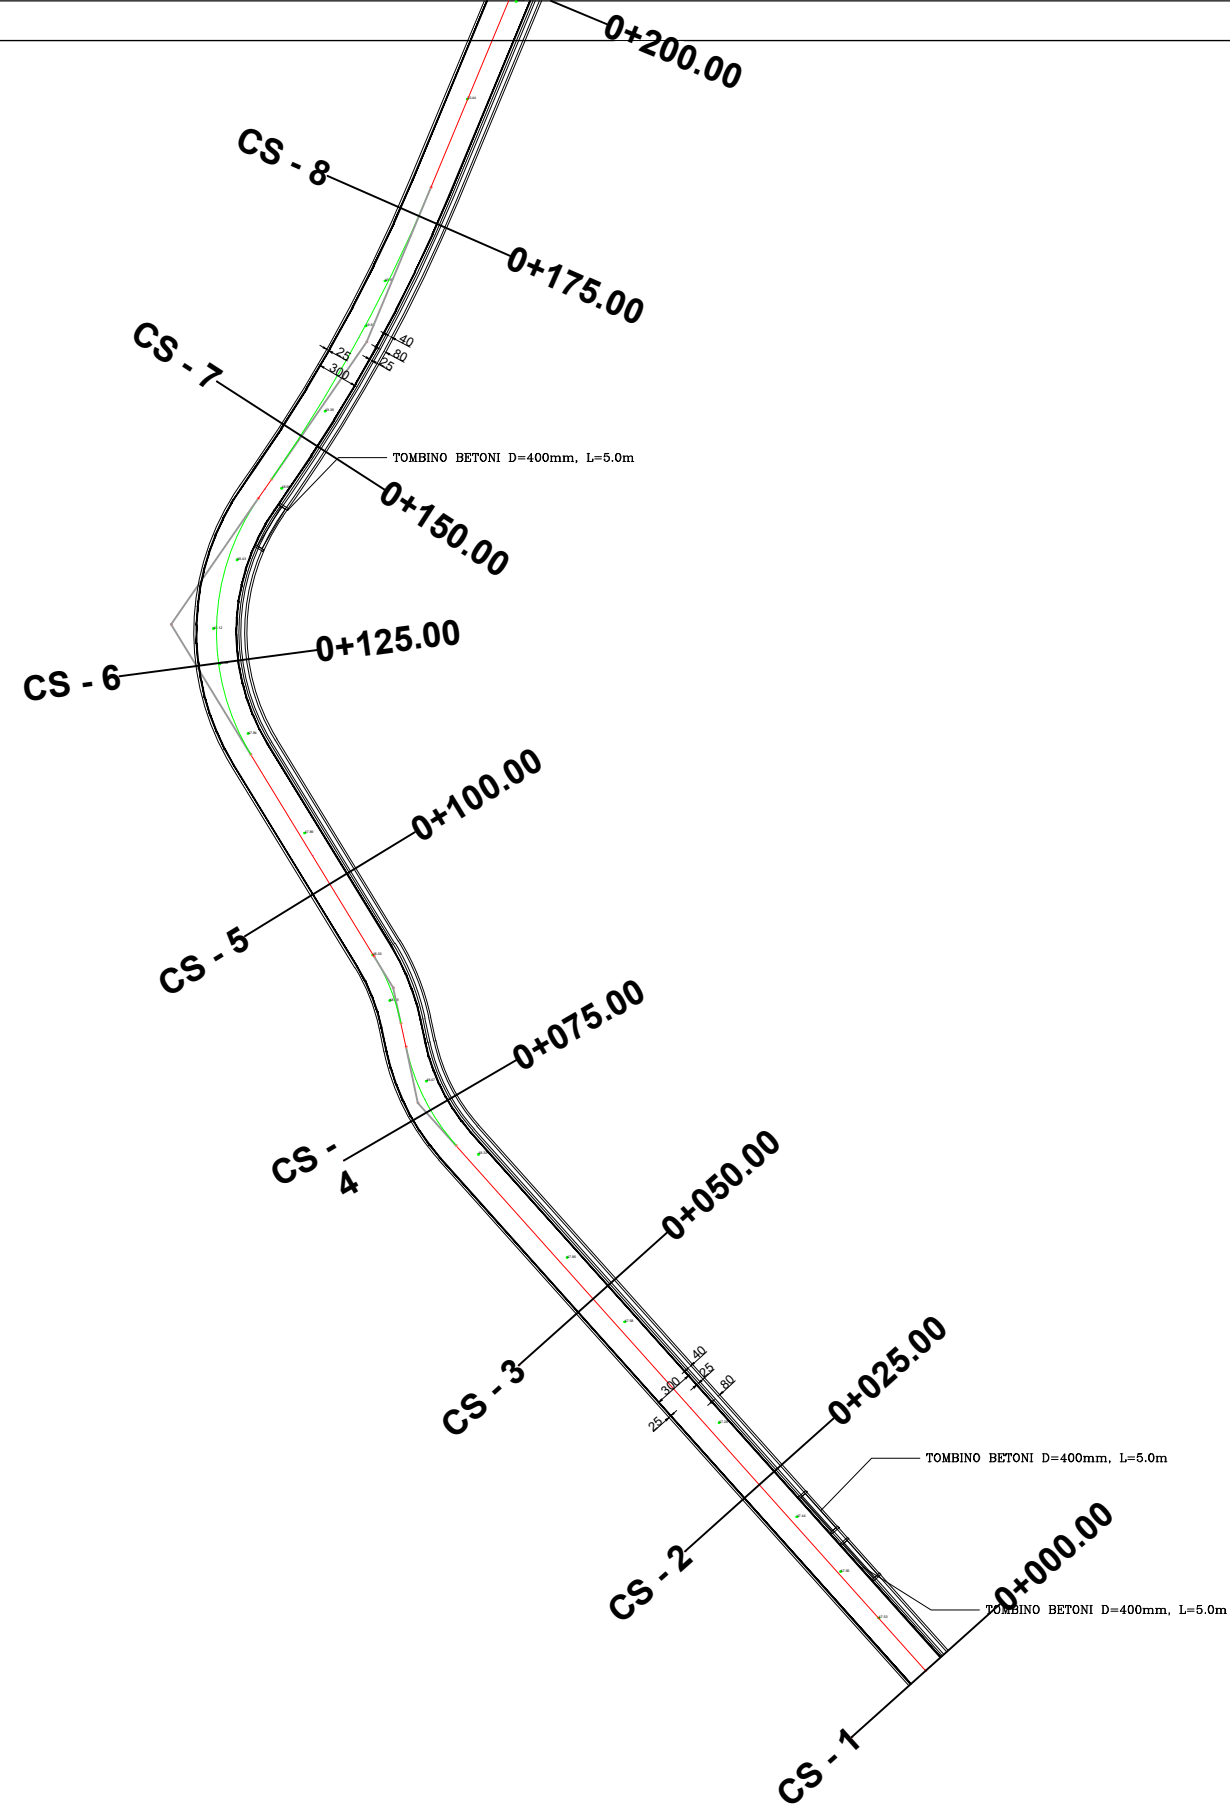 0+200.00
CS - 8
0+175.00
40
80
25
25
300
CS - 7
TOMBINO BETONI D=400mm, L=5.0m
0+150.00
0+125.00
CS - 6
0+100.00
CS - 5
0+075.00
CS -
4
0+050.00
CS - 3
40
25
80
300
25
0+025.00
TOMBINO BETONI D=400mm, L=5.0m
CS - 2
0+000.00
TOMBINO BETONI D=400mm, L=5.0m
CS - 1